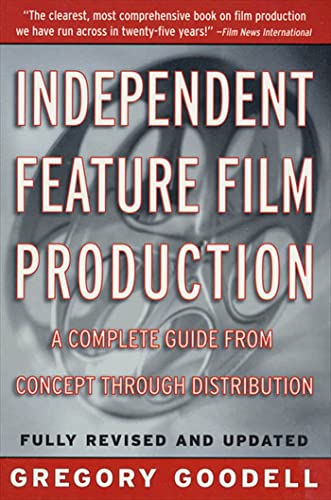 "The clearest, most comprehensive book on film production
we have run across in twenty-five years!" —Film News International
INDEPENDENT
FEATURE FILM
PRODUCTION
A COMPLETE GUIDE FROM
CONCEPT THROUGH DISTRIBUTION
FULLY REVISED AND UPDATED
GREGORY GOODELL